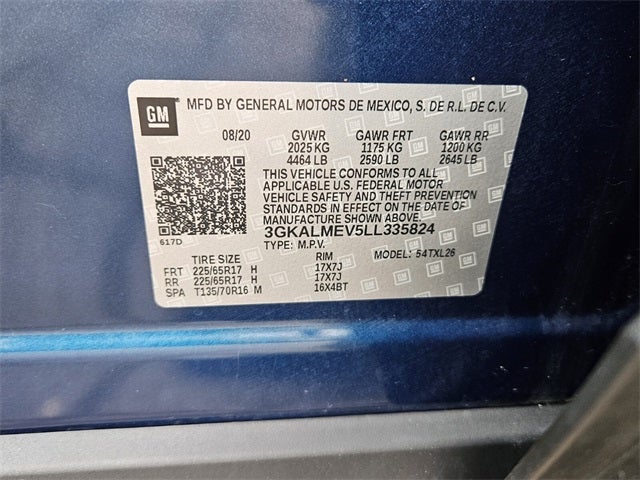 GM
MFD BY GENERAL MOTORS DE MEXICO, S. DE R.L. DE C.V.
08/20 GVWR GAWR FRT GAWR RR
2025 KG 1175 KG 1200 KG
4464 LB 2590 LB 2645 LB
THIS VEHICLE CONFORMS TO ALL
APPLICABLE U.S. FEDERAL MOTOR
VEHICLE SAFETY AND THEFT PREVENTION
STANDARDS IN EFFECT ON THE DATE OF
MANUFACTURE SHOWN ABOVE.
617D 3GKALMEV5LL335824
TYPE: M.P.V. MODEL: 54TXL26
TIRE SIZE RIM
FRT 225/65R17 H 17X7J
RR 225/65R17 H 17X7J
SPA T135/70R16 M 16X4BT